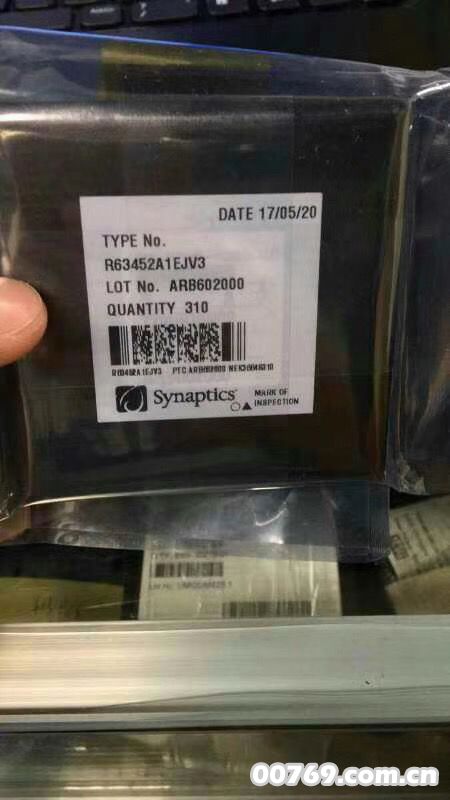 DATE 17/05/20
TYPE No.
R63452A1EJV3
LOT No. ARB602000
QUANTITY 310
R63452A1EJV3
Synaptics
MARK OF
INSPECTION
00769.com.cn